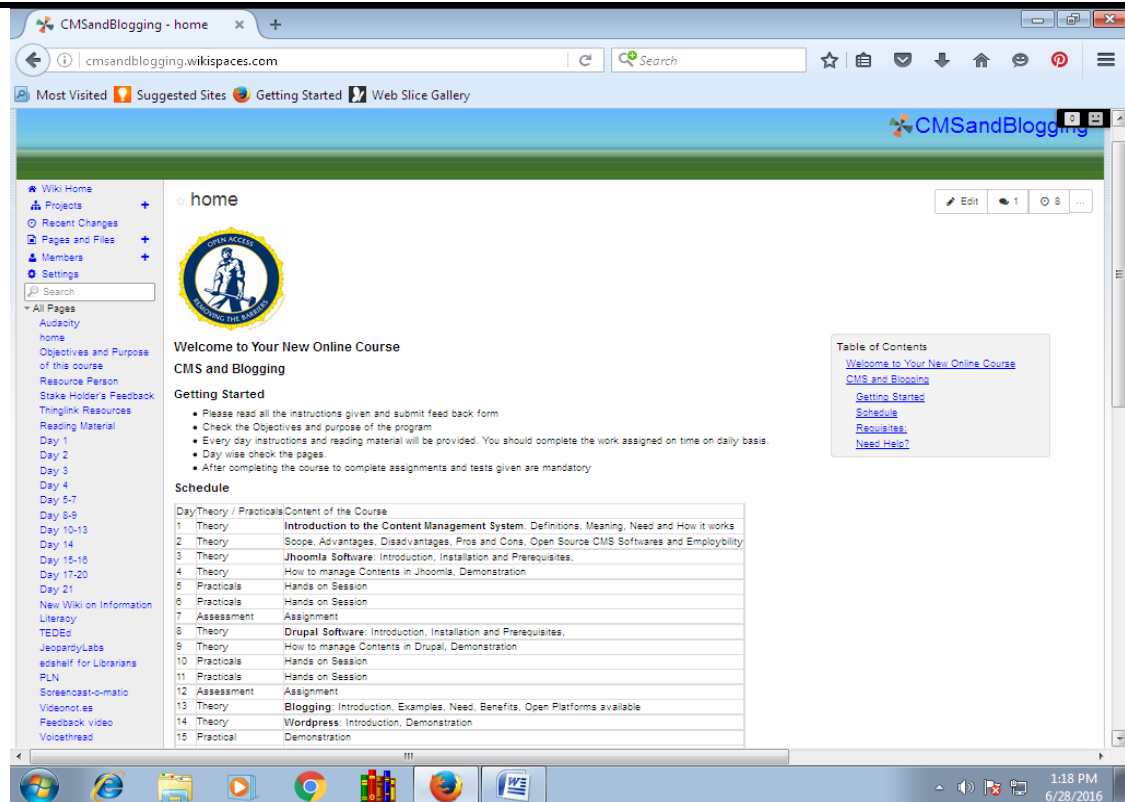 CMSandBlogging - home
cmsandblogging.wikispaces.com
Search
Most Visited Suggested Sites Getting Started Web Slice Gallery
CMSandBlogging
0
Wiki Home
Projects
Recent Changes
Pages and Files
Members
Settings
Search
All Pages
Audacity
home
Objectives and Purpose
of this course
Resource Person
Stake Holder's Feedback
Thinglink Resources
Reading Material
Day 1
Day 2
Day 3
Day 4
Day 5-7
Day 8-9
Day 10-13
Day 14
Day 15-16
Day 17-20
Day 21
New Wiki on Information
Literacy
TEDEd
JeopardyLabs
edshelf for Librarians
PLN
Screencast-o-matic
Videonot.es
Feedback video
Voicethread
home
Edit 1 8 ...
OPEN ACCESS
REMOVING THE BARRIERS
Welcome to Your New Online Course
CMS and Blogging
Getting Started
Please read all the instructions given and submit feed back form
Check the Objectives and purpose of the program
Every day instructions and reading material will be provided. You should complete the work assigned on time on daily basis.
Day wise check the pages.
After completing the course to complete assignments and tests given are mandatory
Schedule
Day Theory / Practicals Content of the Course
1 Theory Introduction to the Content Management System. Definitions, Meaning, Need and How it works
2 Theory Scope, Advantages, Disadvantages, Pros and Cons, Open Source CMS Softwares and Employbility
3 Theory Jhoomla Software: Introduction, Installation and Prerequisites,
4 Theory How to manage Contents in Jhoomla, Demonstration
5 Practicals Hands on Session
6 Practicals Hands on Session
7 Assessment Assignment
8 Theory Drupal Software: Introduction, Installation and Prerequisites,
9 Theory How to manage Contents in Drupal, Demonstration
10 Practicals Hands on Session
11 Practicals Hands on Session
12 Assessment Assignment
13 Theory Blogging: Introduction, Examples, Need, Benefits, Open Platforms available
14 Theory Wordpress: Introduction, Demonstration
15 Practical Demonstration
Table of Contents
Welcome to Your New Online Course
CMS and Blogging
Getting Started
Schedule
Requisites:
Need Help?
1:18 PM
6/28/2016